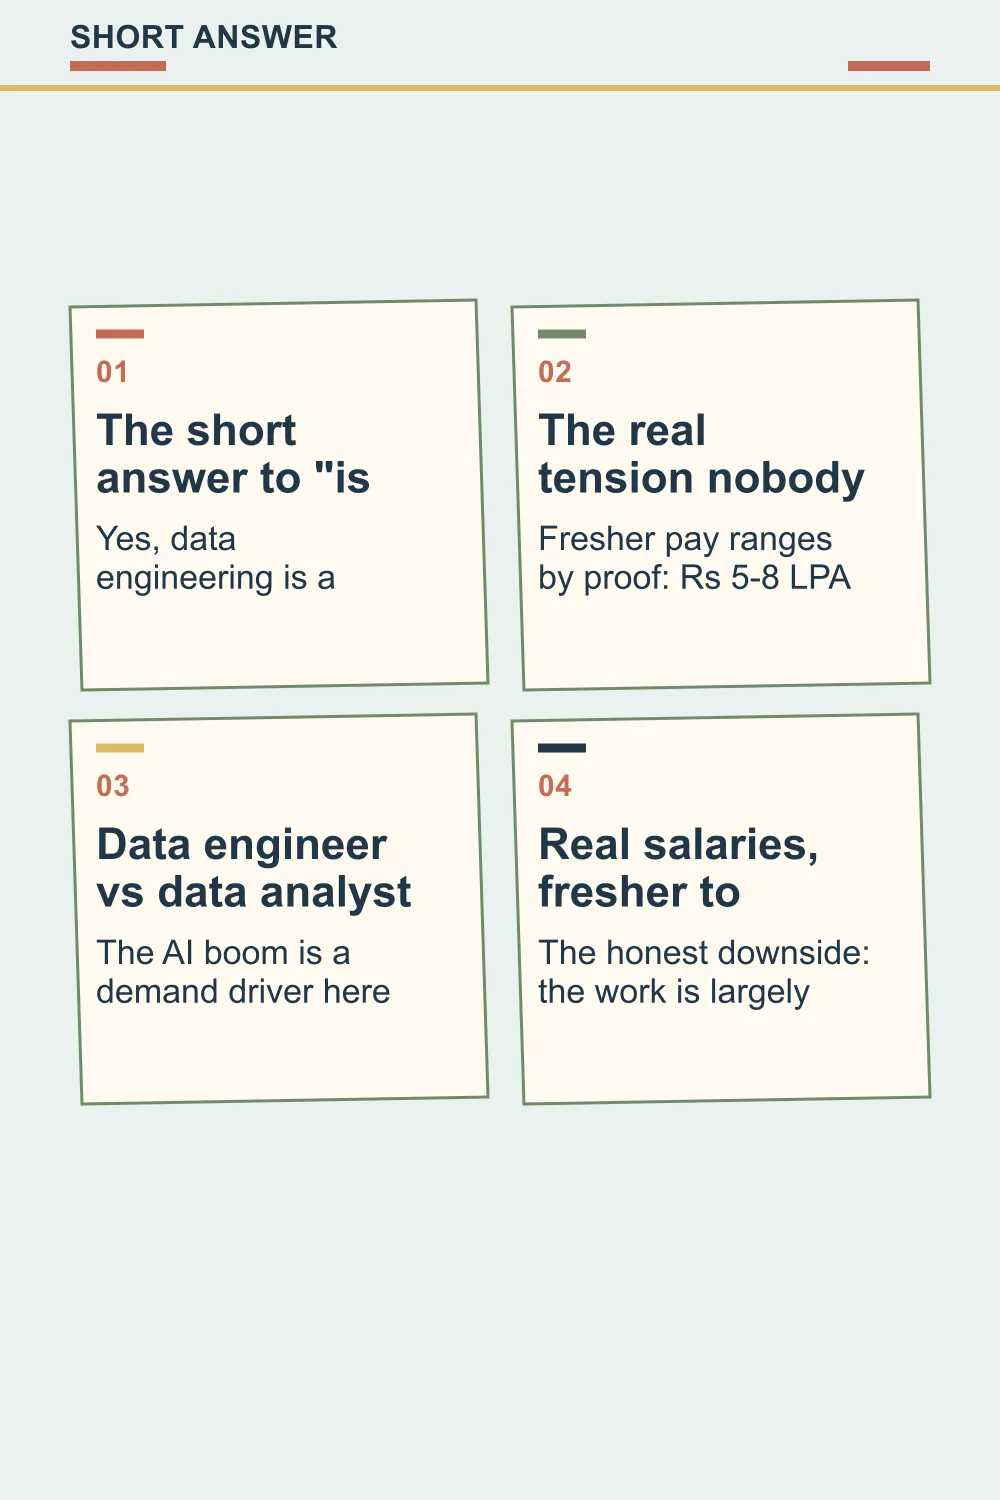 SHORT ANSWER
01
The short
answer to "is
Yes, data
engineering is a
02
The real
tension nobody
Fresher pay ranges
by proof: Rs 5-8 LPA
03
Data engineer
vs data analyst
The AI boom is a
demand driver here
04
Real salaries,
fresher to
The honest downside:
the work is largely